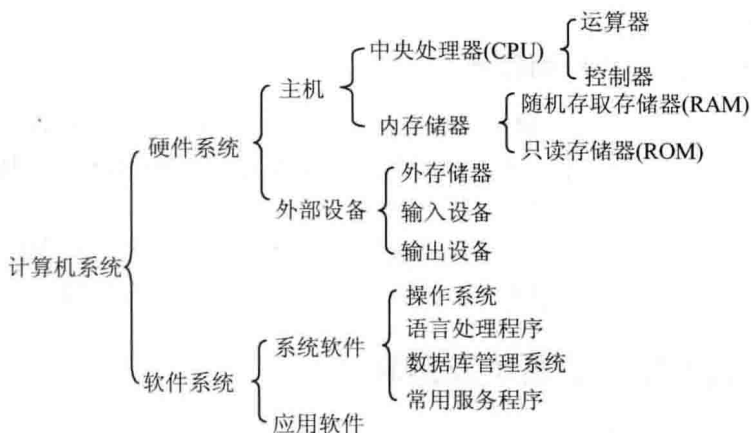 计算机系统
硬件系统
主机
中央处理器(CPU)
运算器
控制器
内存储器
随机存取存储器(RAM)
只读存储器(ROM)
外部设备
外存储器
输入设备
输出设备
软件系统
系统软件
操作系统
语言处理程序
数据库管理系统
常用服务程序
应用软件